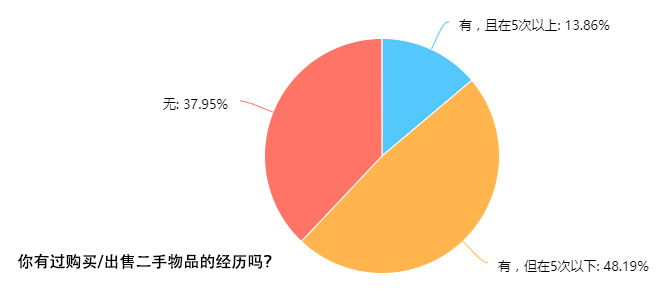 有，且在5次以上: 13.86%
无: 37.95%
你有过购买/出售二手物品的经历吗?
有，但在5次以下: 48.19%